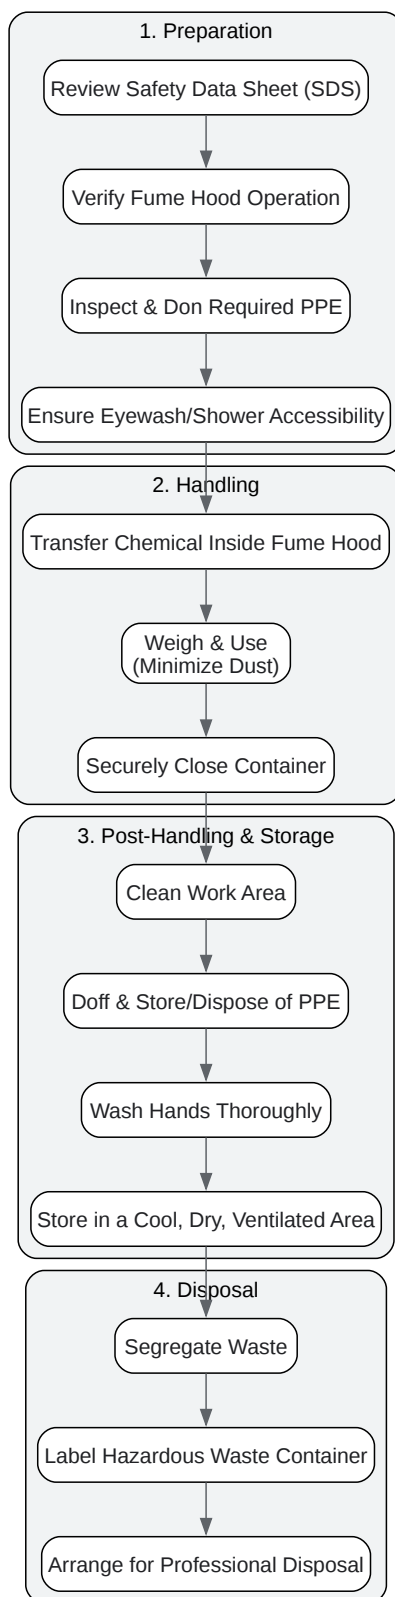 1. Preparation
Review Safety Data Sheet (SDS)
Verify Fume Hood Operation
Inspect & Don Required PPE
Ensure Eyewash/Shower Accessibility
2. Handling
Transfer Chemical Inside Fume Hood
Weigh & Use
(Minimize Dust)
Securely Close Container
3. Post-Handling & Storage
Clean Work Area
Doff & Store/Dispose of PPE
Wash Hands Thoroughly
Store in a Cool, Dry, Ventilated Area
4. Disposal
Segregate Waste
Label Hazardous Waste Container
Arrange for Professional Disposal